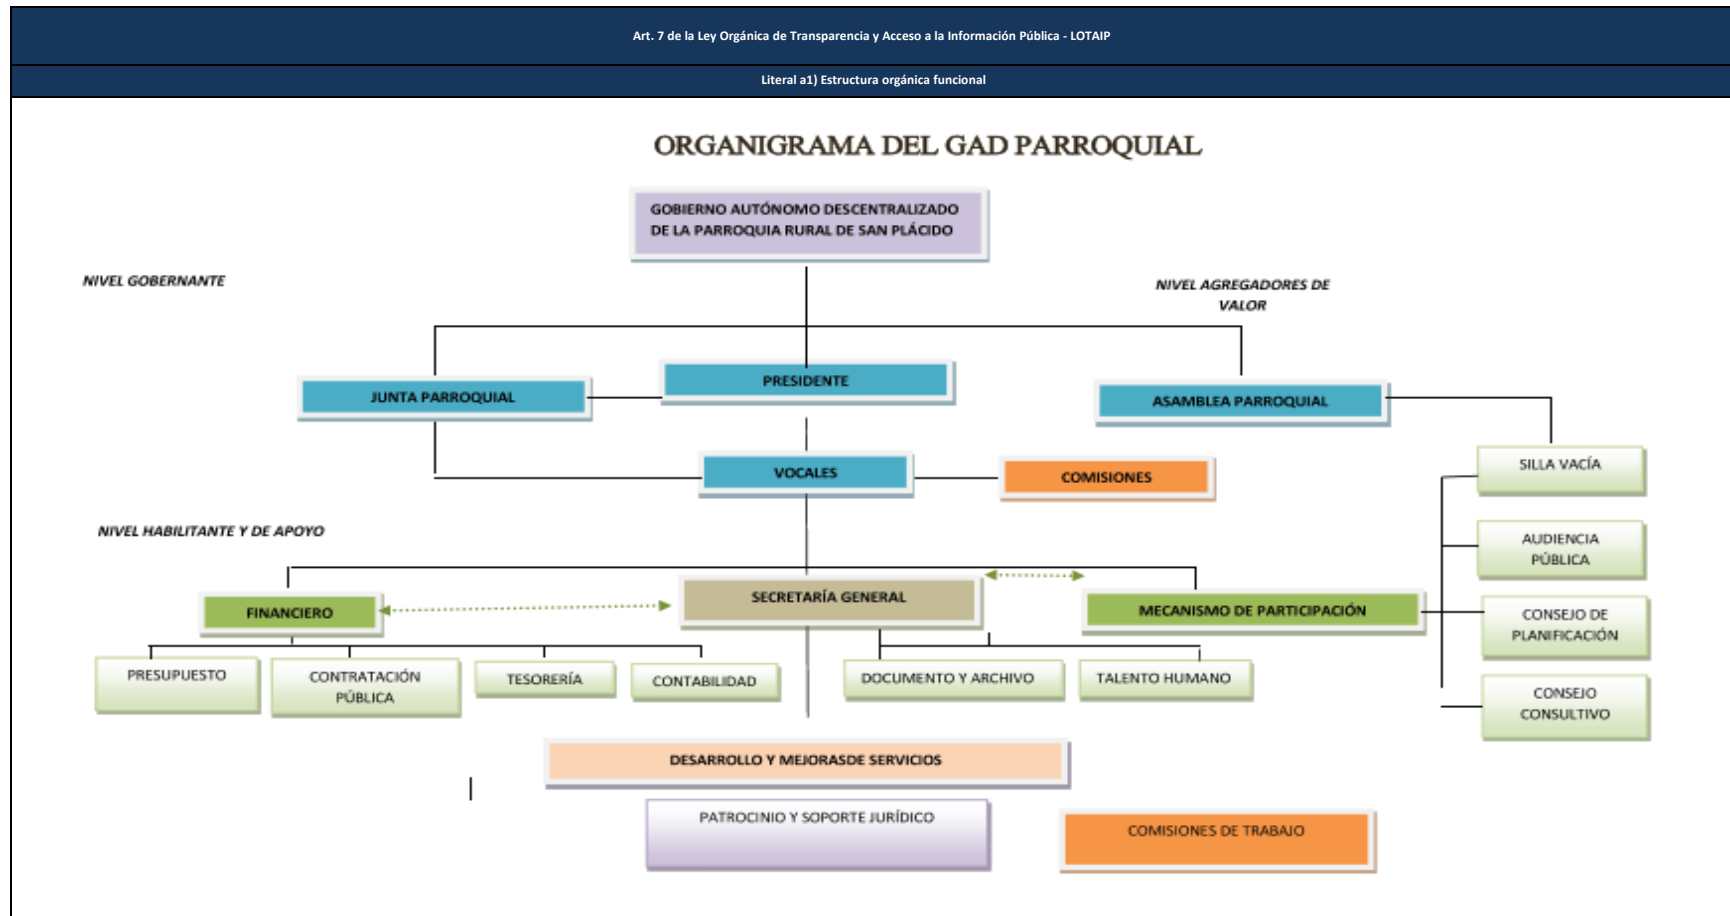 Art. 7 de la Ley Orgánica de Transparencia y Acceso a la Información Pública - LOTAIP
Literal a1) Estructura orgánica funcional
ORGANIGRAMA DEL GAD PARROQUIAL
GOBIERNO AUTÓNOMO DESCENTRALIZADO
DE LA PARROQUIA RURAL DE SAN PLÁCIDO
NIVEL GOBERNANTE
NIVEL AGREGADORES DE
VALOR
JUNTA PARROQUIAL
PRESIDENTE
ASAMBLEA PARROQUIAL
VOCALES
COMISIONES
SILLA VACÍA
NIVEL HABILITANTE Y DE APOYO
AUDIENCIA
PÚBLICA
FINANCIERO
SECRETARÍA GENERAL
MECANISMO DE PARTICIPACIÓN
CONSEJO DE
PLANIFICACIÓN
PRESUPUESTO
CONTRATACIÓN
PÚBLICA
TESORERÍA
CONTABILIDAD
DOCUMENTO Y ARCHIVO
TALENTO HUMANO
CONSEJO
CONSULTIVO
DESARROLLO Y MEJORASDE SERVICIOS
PATROCINIO Y SOPORTE JURÍDICO
COMISIONES DE TRABAJO